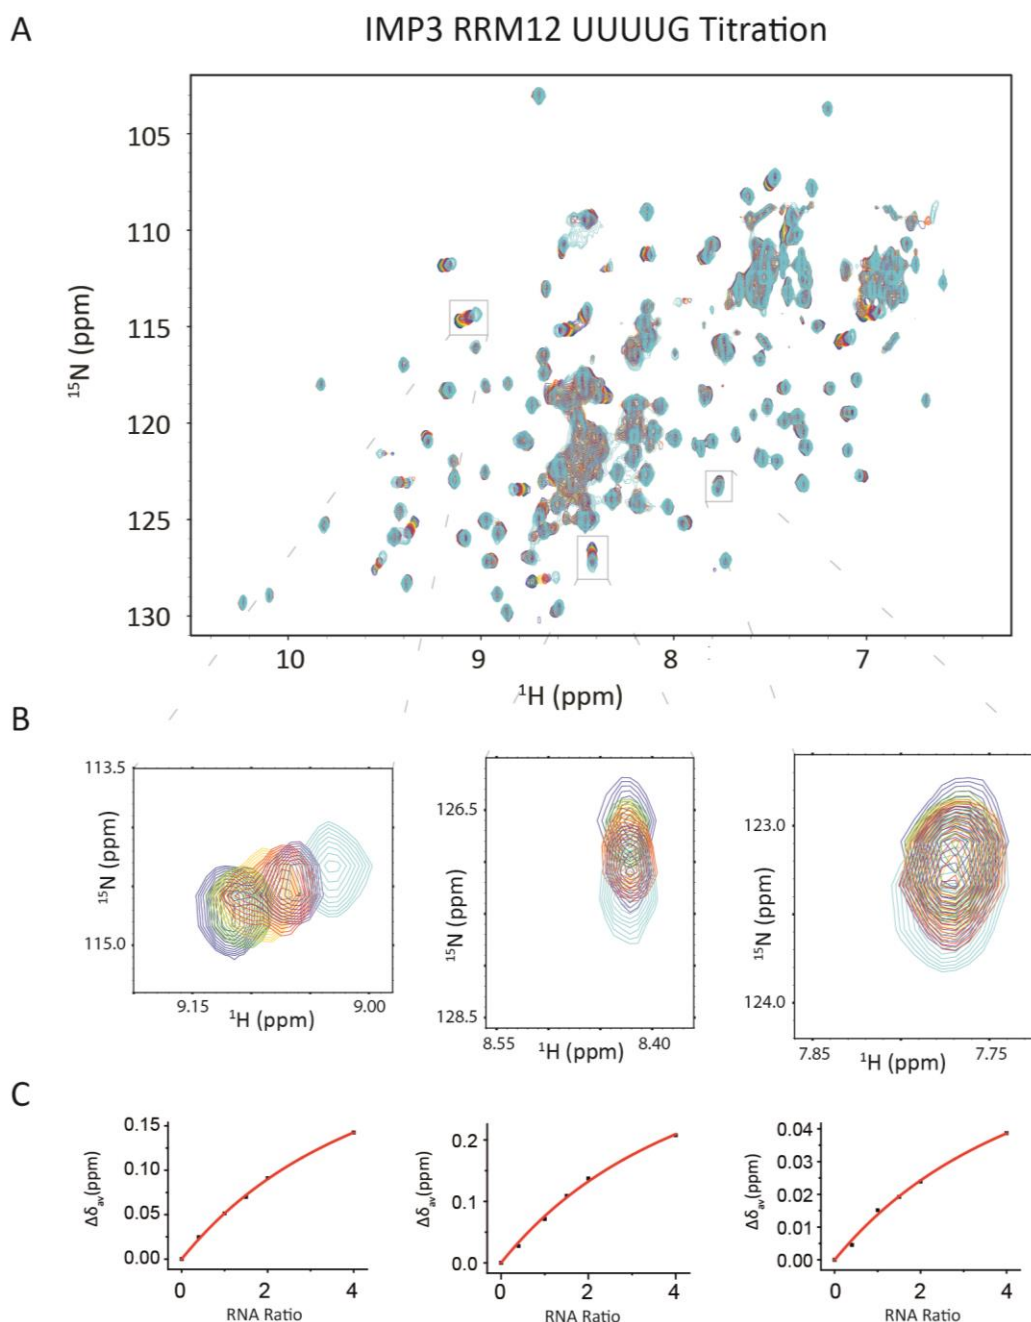 A
IMP3 RRM12 UUUUG Titration
105
110
115
120
125
130
¹⁵N (ppm)
10 9 8 7
¹H (ppm)
B
113.5
115.0
¹⁵N (ppm)
9.15 9.00
¹H (ppm)
126.5
128.5
¹⁵N (ppm)
8.55 8.40
¹H (ppm)
123.0
124.0
¹⁵N (ppm)
7.85 7.75
¹H (ppm)
C
0.15
0.10
0.05
0.00
Δδav(ppm)
0 2 4
RNA Ratio
0.2
0.1
0.0
Δδav(ppm)
0 2 4
RNA Ratio
0.04
0.03
0.02
0.01
0.00
Δδav(ppm)
0 2 4
RNA Ratio